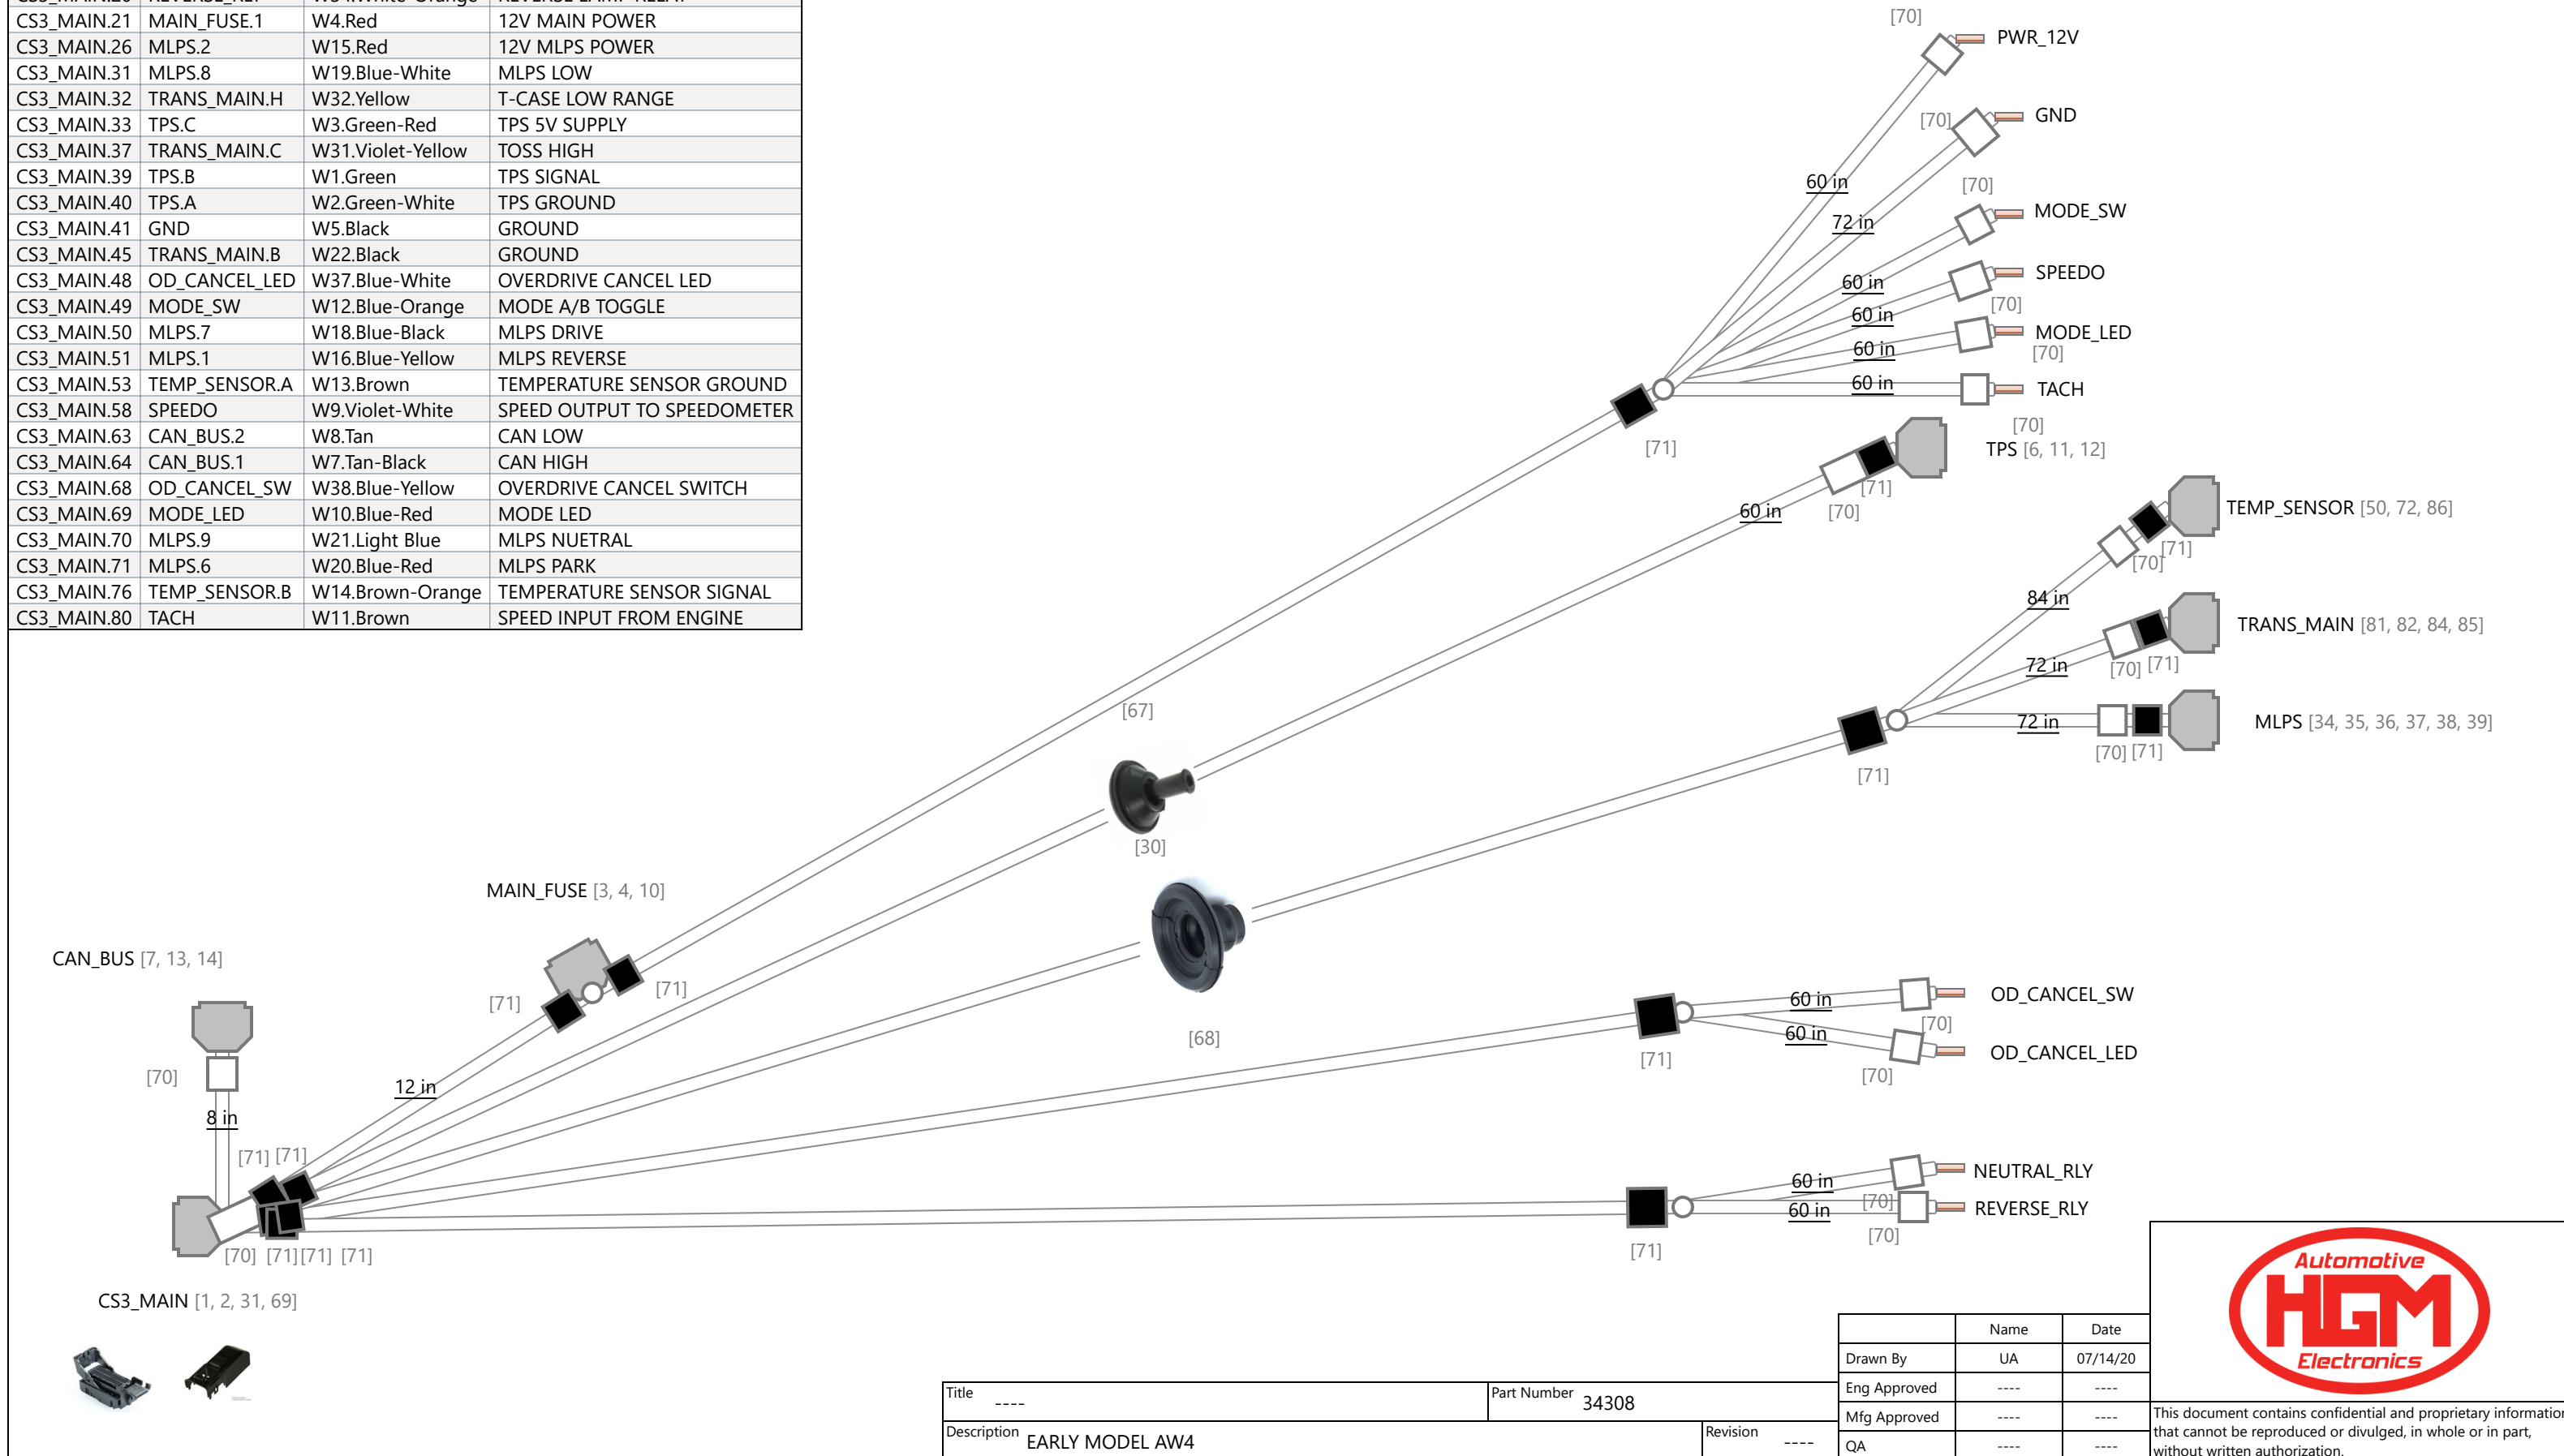 CS3_MAIN.21 MAIN_FUSE.1 W4.Red 12V MAIN POWER
CS3_MAIN.26 MLPS.2 W15.Red 12V MLPS POWER
CS3_MAIN.31 MLPS.8 W19.Blue-White MLPS LOW
CS3_MAIN.32 TRANS_MAIN.H W32.Yellow T-CASE LOW RANGE
CS3_MAIN.33 TPS.C W3.Green-Red TPS 5V SUPPLY
CS3_MAIN.37 TRANS_MAIN.C W31.Violet-Yellow TOSS HIGH
CS3_MAIN.39 TPS.B W1.Green TPS SIGNAL
CS3_MAIN.40 TPS.A W2.Green-White TPS GROUND
CS3_MAIN.41 GND W5.Black GROUND
CS3_MAIN.45 TRANS_MAIN.B W22.Black GROUND
CS3_MAIN.48 OD_CANCEL_LED W37.Blue-White OVERDRIVE CANCEL LED
CS3_MAIN.49 MODE_SW W12.Blue-Orange MODE A/B TOGGLE
CS3_MAIN.50 MLPS.7 W18.Blue-Black MLPS DRIVE
CS3_MAIN.51 MLPS.1 W16.Blue-Yellow MLPS REVERSE
CS3_MAIN.53 TEMP_SENSOR.A W13.Brown TEMPERATURE SENSOR GROUND
CS3_MAIN.58 SPEEDO W9.Violet-White SPEED OUTPUT TO SPEEDOMETER
CS3_MAIN.63 CAN_BUS.2 W8.Tan CAN LOW
CS3_MAIN.64 CAN_BUS.1 W7.Tan-Black CAN HIGH
CS3_MAIN.68 OD_CANCEL_SW W38.Blue-Yellow OVERDRIVE CANCEL SWITCH
CS3_MAIN.69 MODE_LED W10.Blue-Red MODE LED
CS3_MAIN.70 MLPS.9 W21.Light Blue MLPS NUETRAL
CS3_MAIN.71 MLPS.6 W20.Blue-Red MLPS PARK
CS3_MAIN.76 TEMP_SENSOR.B W14.Brown-Orange TEMPERATURE SENSOR SIGNAL
CS3_MAIN.80 TACH W11.Brown SPEED INPUT FROM ENGINE
[70]
PWR_12V
[70] GND
60 in
[70]
72 in
MODE_SW
60 in
SPEEDO
[70]
60 in
MODE_LED
[70]
60 in
60 in
TACH
[70]
[71]
TPS [6, 11, 12]
[71]
[70]
60 in
TEMP_SENSOR [50, 72, 86]
[71]
[70]
84 in
TRANS_MAIN [81, 82, 84, 85]
72 in
[70] [71]
72 in
MLPS [34, 35, 36, 37, 38, 39]
[70] [71]
[71]
[67]
[30]
[68]
MAIN_FUSE [3, 4, 10]
[71]
[71]
CAN_BUS [7, 13, 14]
[70]
8 in
12 in
60 in
OD_CANCEL_SW
[70]
60 in
OD_CANCEL_LED
[70]
[71]
[71] [71]
[70] [71] [71] [71]
CS3_MAIN [1, 2, 31, 69]
60 in
NEUTRAL_RLY
[70]
60 in
REVERSE_RLY
[70]
[71]
Automotive
HGM
Electronics
Name Date
Drawn By UA 07/14/20
Eng Approved ---- ----
Mfg Approved ---- ----
QA ---- ----
Title ----
Part Number 34308
Description EARLY MODEL AW4
Revision ----
This document contains confidential and proprietary information
that cannot be reproduced or divulged, in whole or in part,
without written authorization.